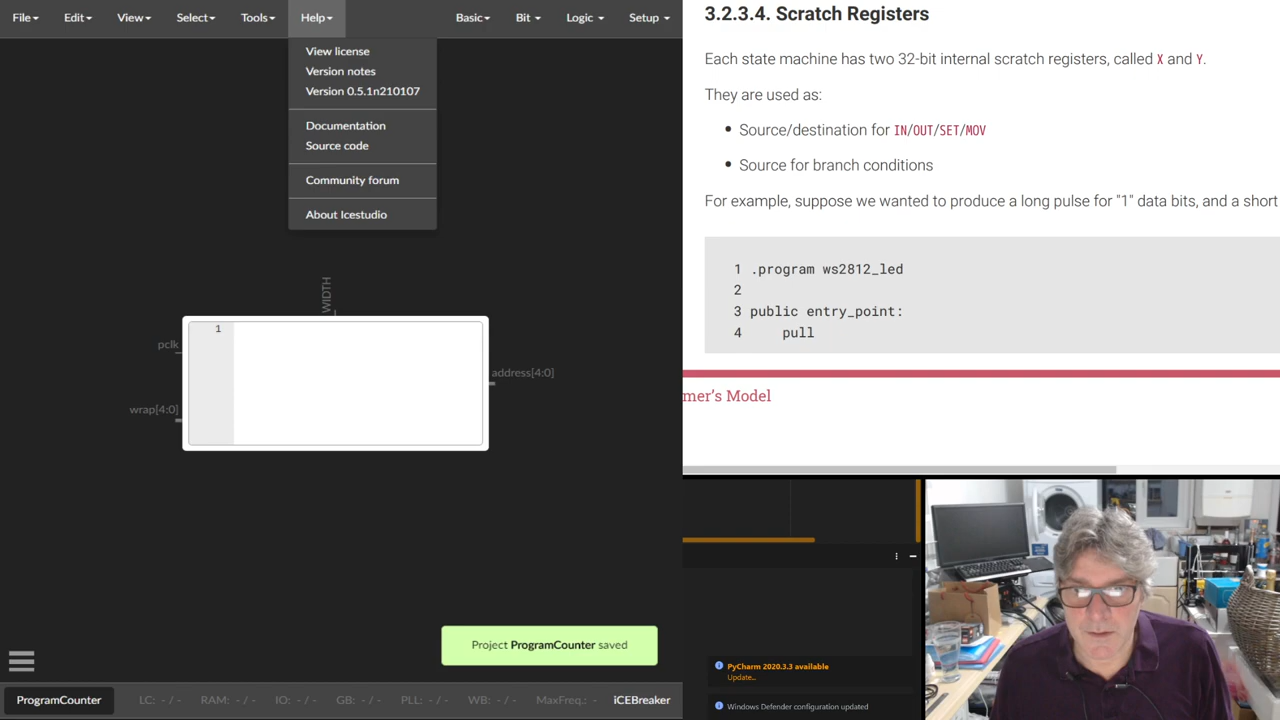 File
Edit
View
Select
Tools
Help
Basic
Bit
Logic
Setup
View license
Version notes
Version 0.5.1n210107
Documentation
Source code
Community forum
About Icestudio
WIDTH
pclk
wrap[4:0]
1
address[4:0]
Project ProgramCounter saved
ProgramCounter
LC: - / -
RAM: - / -
IO: - / -
GB: - / -
PLL: - / -
WB: - / -
MaxFreq.: -
iCEBreaker
3.2.3.4. Scratch Registers
Each state machine has two 32-bit internal scratch registers, called X and Y.
They are used as:
• Source/destination for IN/OUT/SET/MOV
• Source for branch conditions
For example, suppose we wanted to produce a long pulse for "1" data bits, and a short
1 .program ws2812_led
2
3 public entry_point:
4 pull
mer's Model
PyCharm 2020.3.3 available
Update...
Windows Defender configuration updated